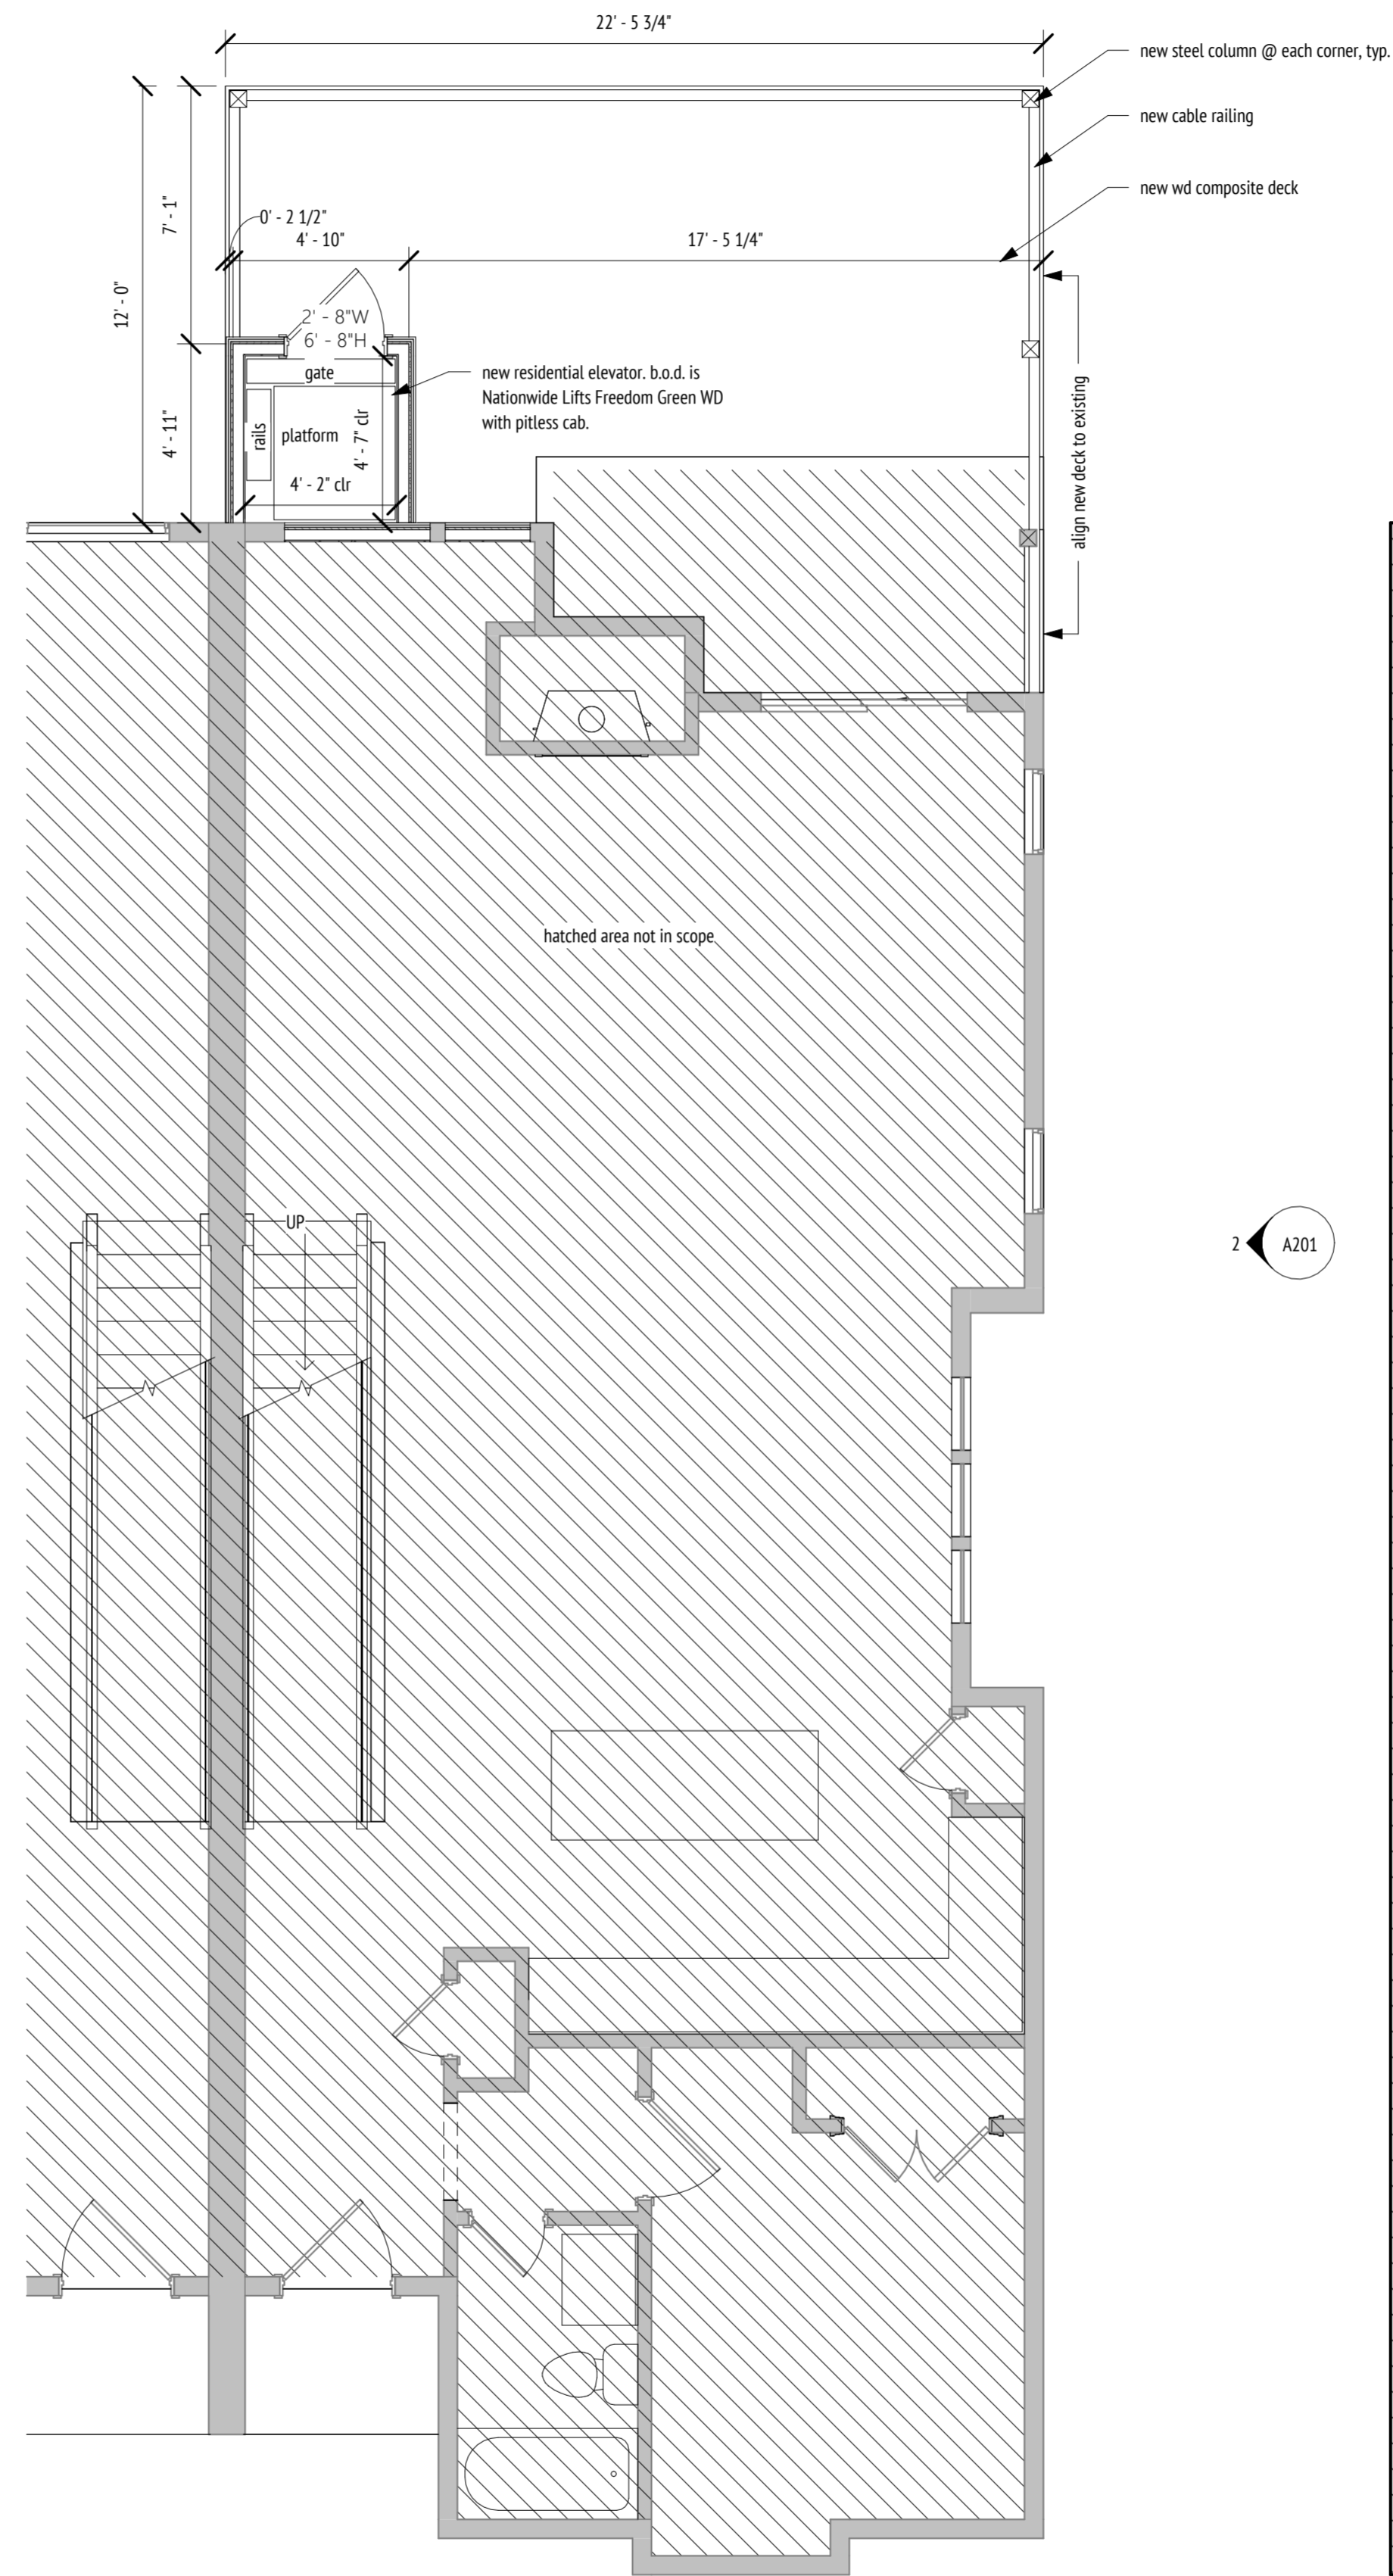 22' - 5 3/4"
new steel column @ each corner, typ.
new cable railing
new wd composite deck
7' - 1"
12' - 0"
0' - 2 1/2"
4' - 10"
17' - 5 1/4"
2' - 8"W
6' - 8"H
gate
new residential elevator. b.o.d. is
Nationwide Lifts Freedom Green WD
with pitless cab.
4' - 11"
rails
platform
4' - 7" clr
4' - 2" clr
align new deck to existing
hatched area not in scope
UP
2
A201